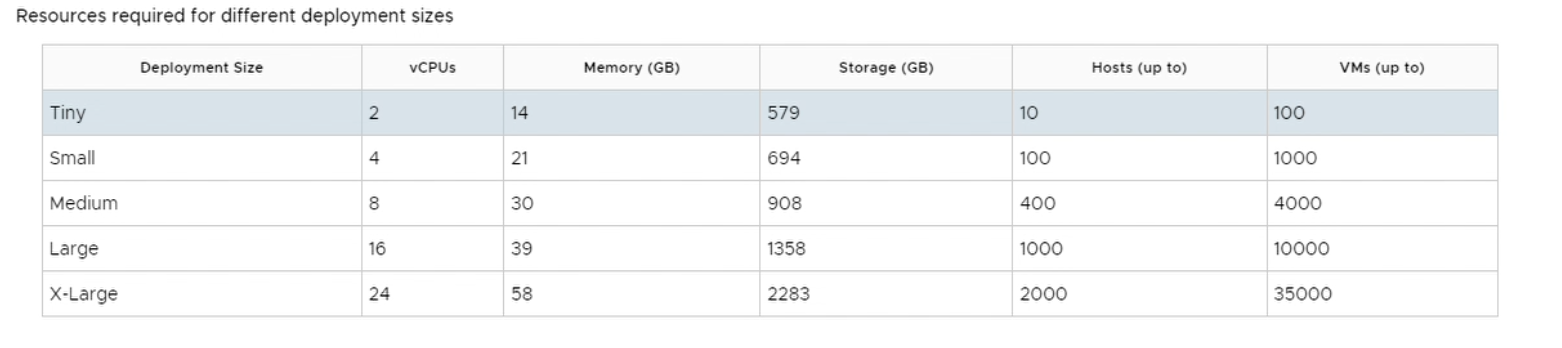 Resources required for different deployment sizes
Deployment Size vCPUs Memory (GB) Storage (GB) Hosts (up to) VMs (up to)
Tiny 2 14 579 10 100
Small 4 21 694 100 1000
Medium 8 30 908 400 4000
Large 16 39 1358 1000 10000
X-Large 24 58 2283 2000 35000